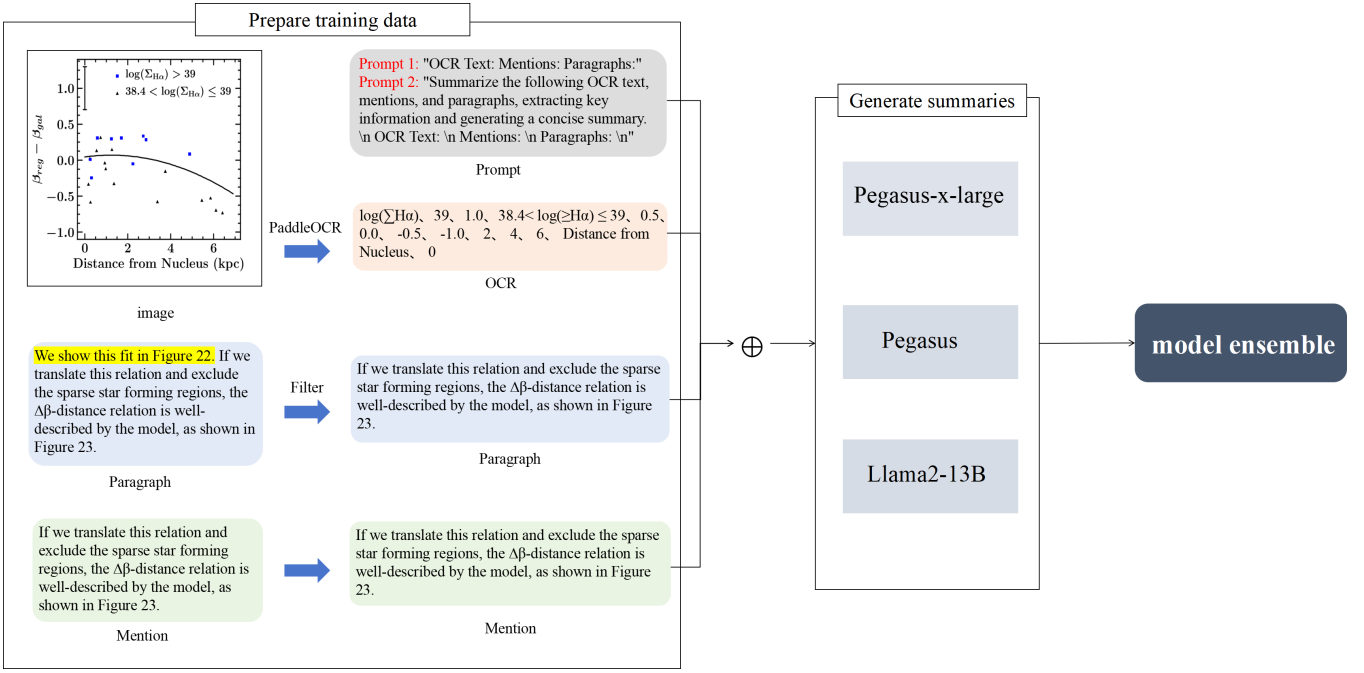 Prepare training data
log(Σ_Hα) > 39
38.4 < log(Σ_Hα) ≤ 39
1.0
0.5
0.0
−0.5
−1.0
β_reg − β_gal
0 2 4 6
Distance from Nucleus (kpc)
image
Prompt 1: "OCR Text: Mentions: Paragraphs:"
Prompt 2: "Summarize the following OCR text,
mentions, and paragraphs, extracting key
information and generating a concise summary.
\n OCR Text: \n Mentions: \n Paragraphs: \n"
Prompt
PaddleOCR
log(∑Hα)、39、1.0、38.4< log(≥Hα) ≤ 39、0.5、
0.0、 -0.5、 -1.0、 2、 4、 6、 Distance from
Nucleus、 0
OCR
We show this fit in Figure 22. If we
translate this relation and exclude
the sparse star forming regions, the
Δβ-distance relation is well-
described by the model, as shown in
Figure 23.
Paragraph
Filter
If we translate this relation and exclude the sparse
star forming regions, the Δβ-distance relation is
well-described by the model, as shown in Figure
23.
Paragraph
If we translate this relation and
exclude the sparse star forming
regions, the Δβ-distance relation is
well-described by the model, as
shown in Figure 23.
Mention
If we translate this relation and exclude the sparse
star forming regions, the Δβ-distance relation is
well-described by the model, as shown in Figure
23.
Mention
Generate summaries
Pegasus-x-large
Pegasus
Llama2-13B
model ensemble